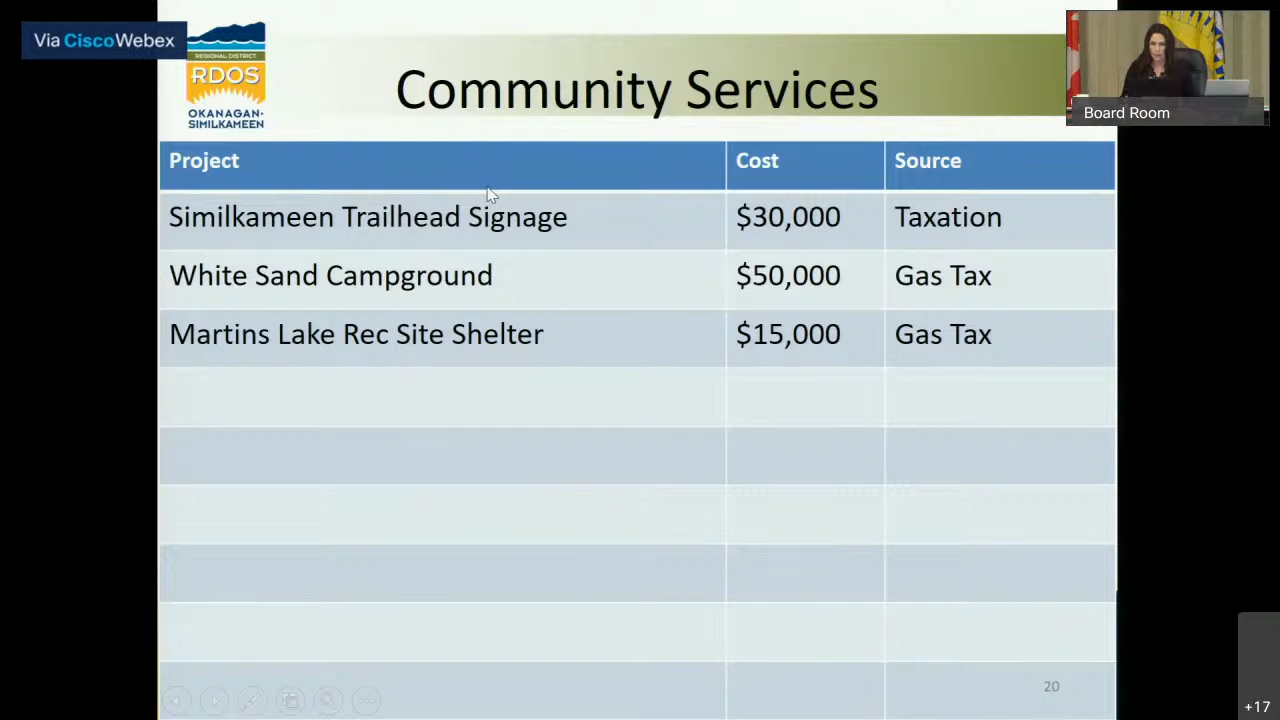 Via CiscoWebex
REGIONAL DISTRICT
RDOS
OKANAGAN-
SIMILKAMEEN
Community Services
Board Room
Project Cost Source
Similkameen Trailhead Signage $30,000 Taxation
White Sand Campground $50,000 Gas Tax
Martins Lake Rec Site Shelter $15,000 Gas Tax
20
+17